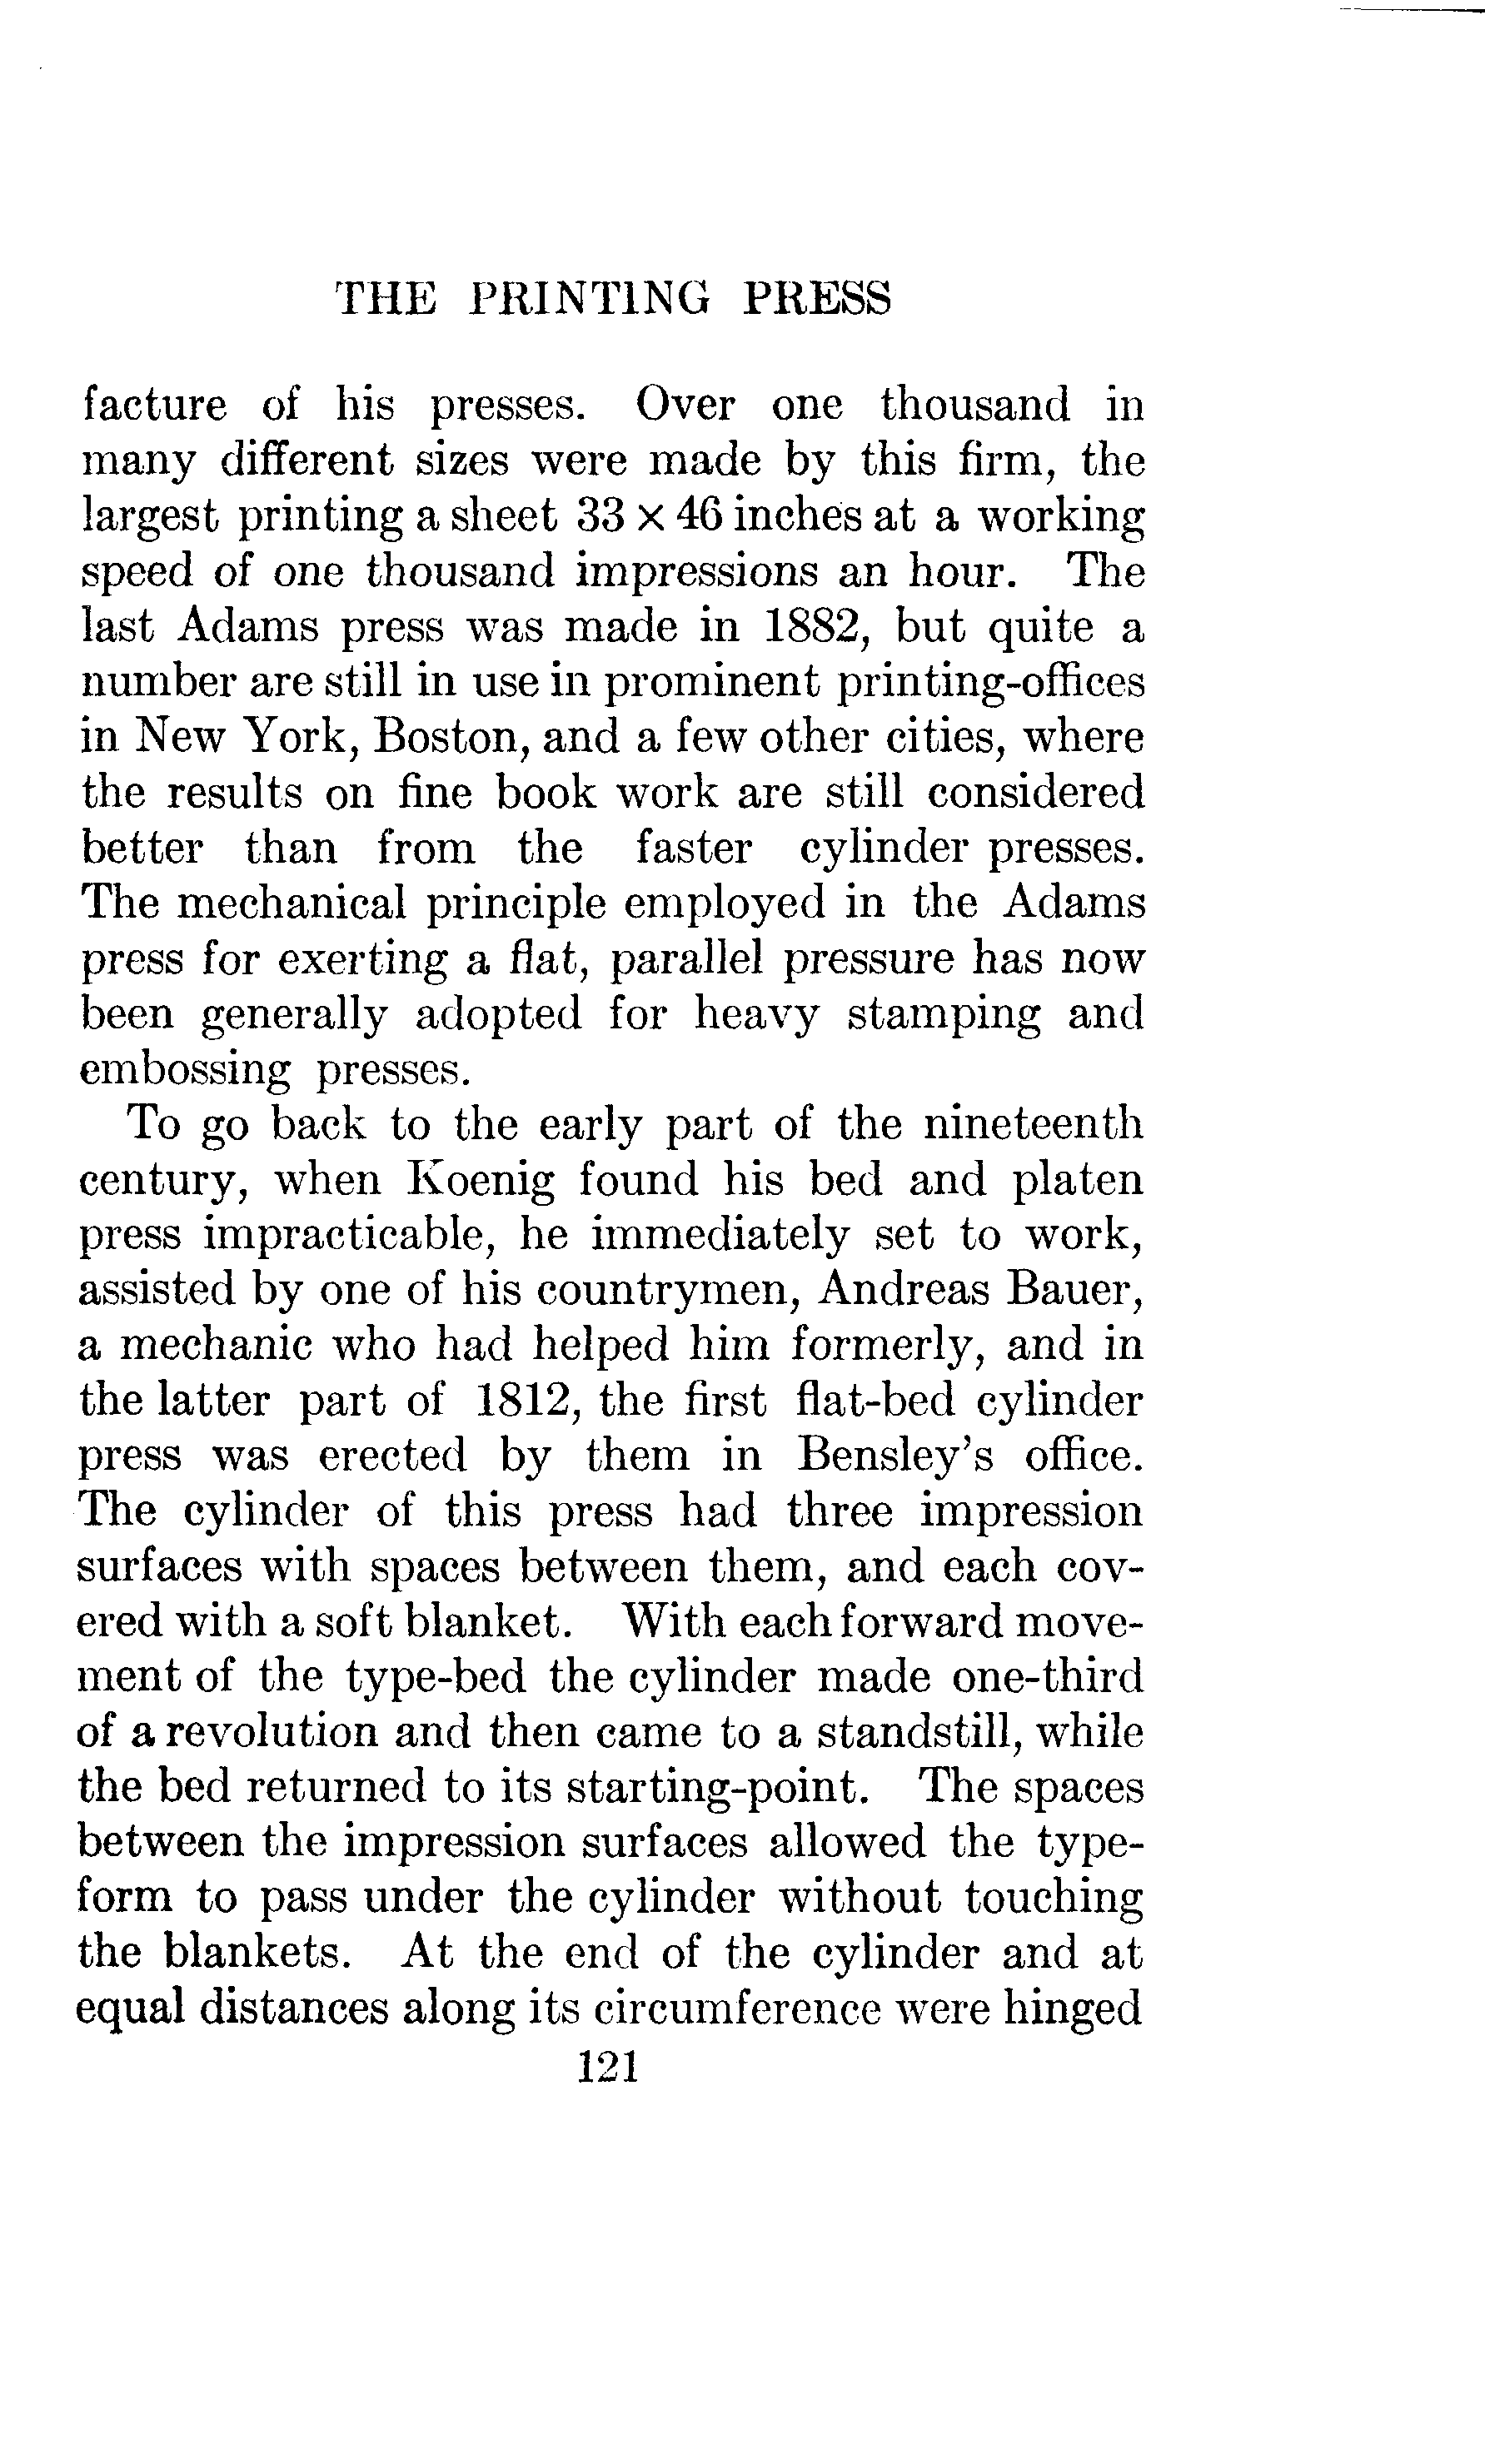 THE PRINTING PRESS
facture of his presses. Over one thousand in
many different sizes were made by this firm, the
largest printing a sheet 33 x 46 inches at a working
speed of one thousand impressions an hour. The
last Adams press was made in 1882, but quite a
number are still in use in prominent printing-offices
in New York, Boston, and a few other cities, where
the results on fine book work are still considered
better than from the faster cylinder presses.
The mechanical principle employed in the Adams
press for exerting a flat, parallel pressure has now
been generally adopted for heavy stamping and
embossing presses.
To go back to the early part of the nineteenth
century, when Koenig found his bed and platen
press impracticable, he immediately set to work,
assisted by one of his countrymen, Andreas Bauer,
a mechanic who had helped him formerly, and in
the latter part of 1812, the first flat-bed cylinder
press was erected by them in Bensley's office.
The cylinder of this press had three impression
surfaces with spaces between them, and each cov-
ered with a soft blanket. With each forward move-
ment of the type-bed the cylinder made one-third
of a revolution and then came to a standstill, while
the bed returned to its starting-point. The spaces
between the impression surfaces allowed the type-
form to pass under the cylinder without touching
the blankets. At the end of the cylinder and at
equal distances along its circumference were hinged
121